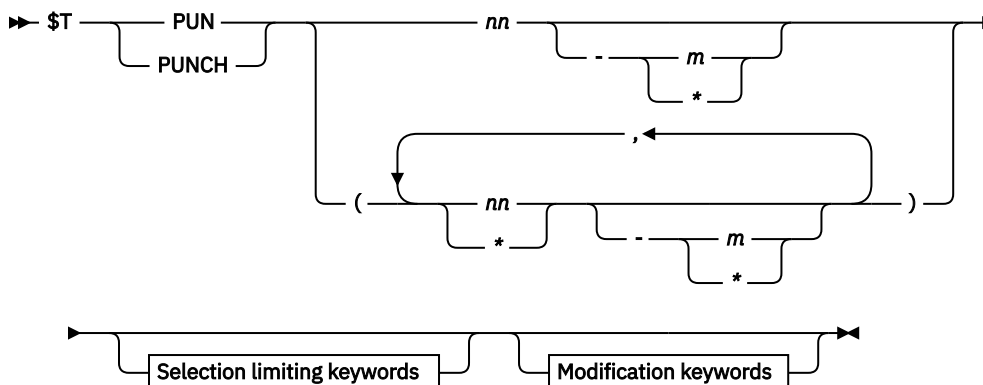 $T PUN nn
PUNCH - m
*
,
( nn )
* - m
*
Selection limiting keywords Modification keywords